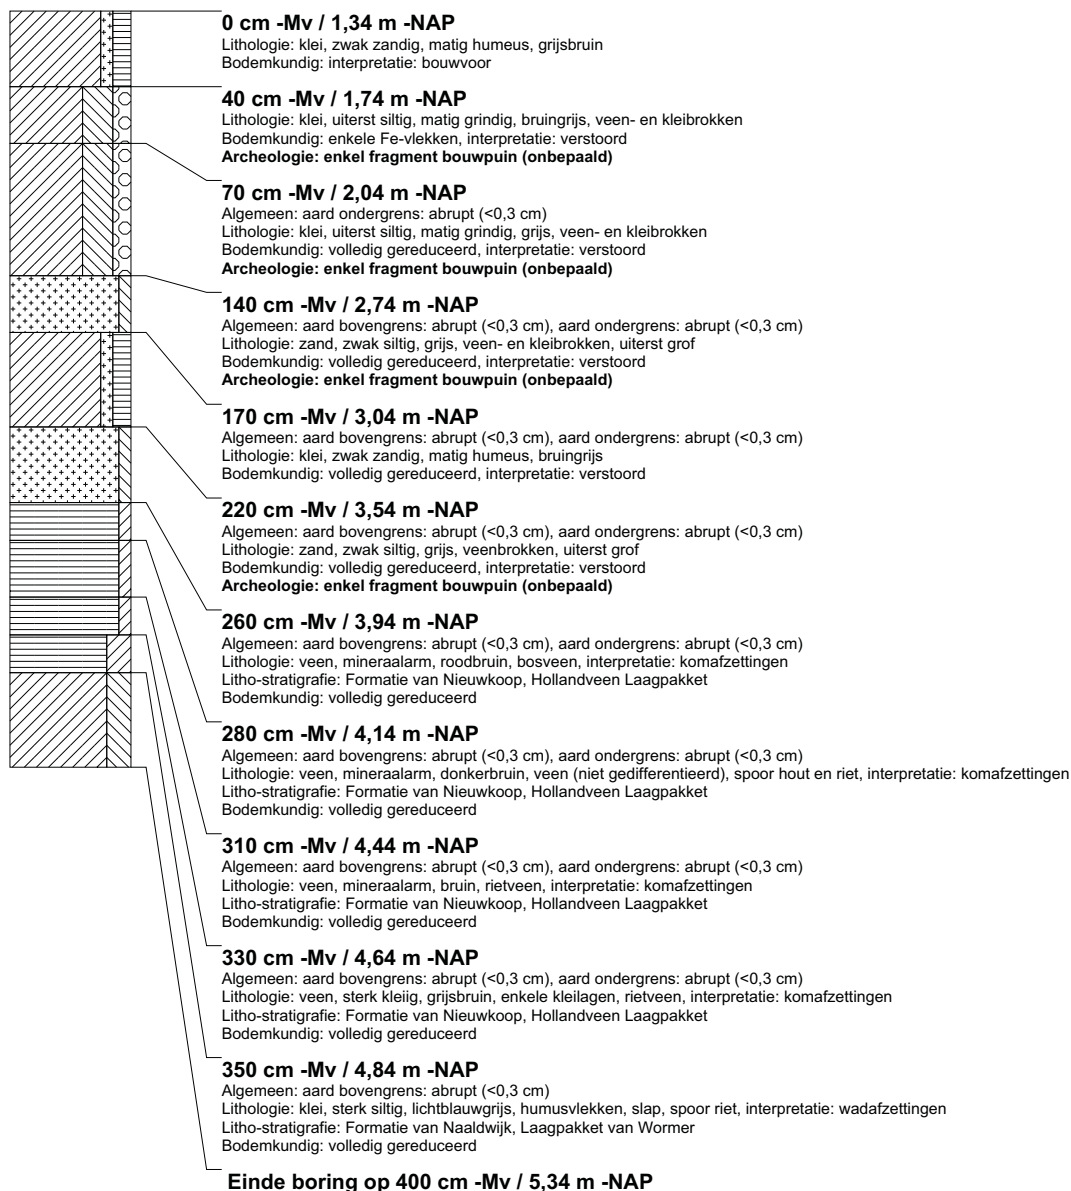 0 cm -Mv / 1,34 m -NAP
Lithologie: klei, zwak zandig, matig humeus, grijsbruin
Bodemkundig: interpretatie: bouwvoor
40 cm -Mv / 1,74 m -NAP
Lithologie: klei, uiterst siltig, matig grindig, bruingrijs, veen- en kleibrokken
Bodemkundig: enkele Fe-vlekken, interpretatie: verstoord
Archeologie: enkel fragment bouwpuin (onbepaald)
70 cm -Mv / 2,04 m -NAP
Algemeen: aard ondergrens: abrupt (<0,3 cm)
Lithologie: klei, uiterst siltig, matig grindig, grijs, veen- en kleibrokken
Bodemkundig: volledig gereduceerd, interpretatie: verstoord
Archeologie: enkel fragment bouwpuin (onbepaald)
140 cm -Mv / 2,74 m -NAP
Algemeen: aard bovengrens: abrupt (<0,3 cm), aard ondergrens: abrupt (<0,3 cm)
Lithologie: zand, zwak siltig, grijs, veen- en kleibrokken, uiterst grof
Bodemkundig: volledig gereduceerd, interpretatie: verstoord
Archeologie: enkel fragment bouwpuin (onbepaald)
170 cm -Mv / 3,04 m -NAP
Algemeen: aard bovengrens: abrupt (<0,3 cm), aard ondergrens: abrupt (<0,3 cm)
Lithologie: klei, zwak zandig, matig humeus, bruingrijs
Bodemkundig: volledig gereduceerd, interpretatie: verstoord
220 cm -Mv / 3,54 m -NAP
Algemeen: aard bovengrens: abrupt (<0,3 cm), aard ondergrens: abrupt (<0,3 cm)
Lithologie: zand, zwak siltig, grijs, veenbrokken, uiterst grof
Bodemkundig: volledig gereduceerd, interpretatie: verstoord
Archeologie: enkel fragment bouwpuin (onbepaald)
260 cm -Mv / 3,94 m -NAP
Algemeen: aard bovengrens: abrupt (<0,3 cm), aard ondergrens: abrupt (<0,3 cm)
Lithologie: veen, mineraalarm, roodbruin, bosveen, interpretatie: komafzettingen
Litho-stratigrafie: Formatie van Nieuwkoop, Hollandveen Laagpakket
Bodemkundig: volledig gereduceerd
280 cm -Mv / 4,14 m -NAP
Algemeen: aard bovengrens: abrupt (<0,3 cm), aard ondergrens: abrupt (<0,3 cm)
Lithologie: veen, mineraalarm, donkerbruin, veen (niet gedifferentieerd), spoor hout en riet, interpretatie: komafzettingen
Litho-stratigrafie: Formatie van Nieuwkoop, Hollandveen Laagpakket
Bodemkundig: volledig gereduceerd
310 cm -Mv / 4,44 m -NAP
Algemeen: aard bovengrens: abrupt (<0,3 cm), aard ondergrens: abrupt (<0,3 cm)
Lithologie: veen, mineraalarm, bruin, rietveen, interpretatie: komafzettingen
Litho-stratigrafie: Formatie van Nieuwkoop, Hollandveen Laagpakket
Bodemkundig: volledig gereduceerd
330 cm -Mv / 4,64 m -NAP
Algemeen: aard bovengrens: abrupt (<0,3 cm), aard ondergrens: abrupt (<0,3 cm)
Lithologie: veen, sterk kleiig, grijsbruin, enkele kleilagen, rietveen, interpretatie: komafzettingen
Litho-stratigrafie: Formatie van Nieuwkoop, Hollandveen Laagpakket
Bodemkundig: volledig gereduceerd
350 cm -Mv / 4,84 m -NAP
Algemeen: aard bovengrens: abrupt (<0,3 cm)
Lithologie: klei, sterk siltig, lichtblauwgrijs, humusvlekken, slap, spoor riet, interpretatie: wadafzettingen
Litho-stratigrafie: Formatie van Naaldwijk, Laagpakket van Wormer
Bodemkundig: volledig gereduceerd
Einde boring op 400 cm -Mv / 5,34 m -NAP